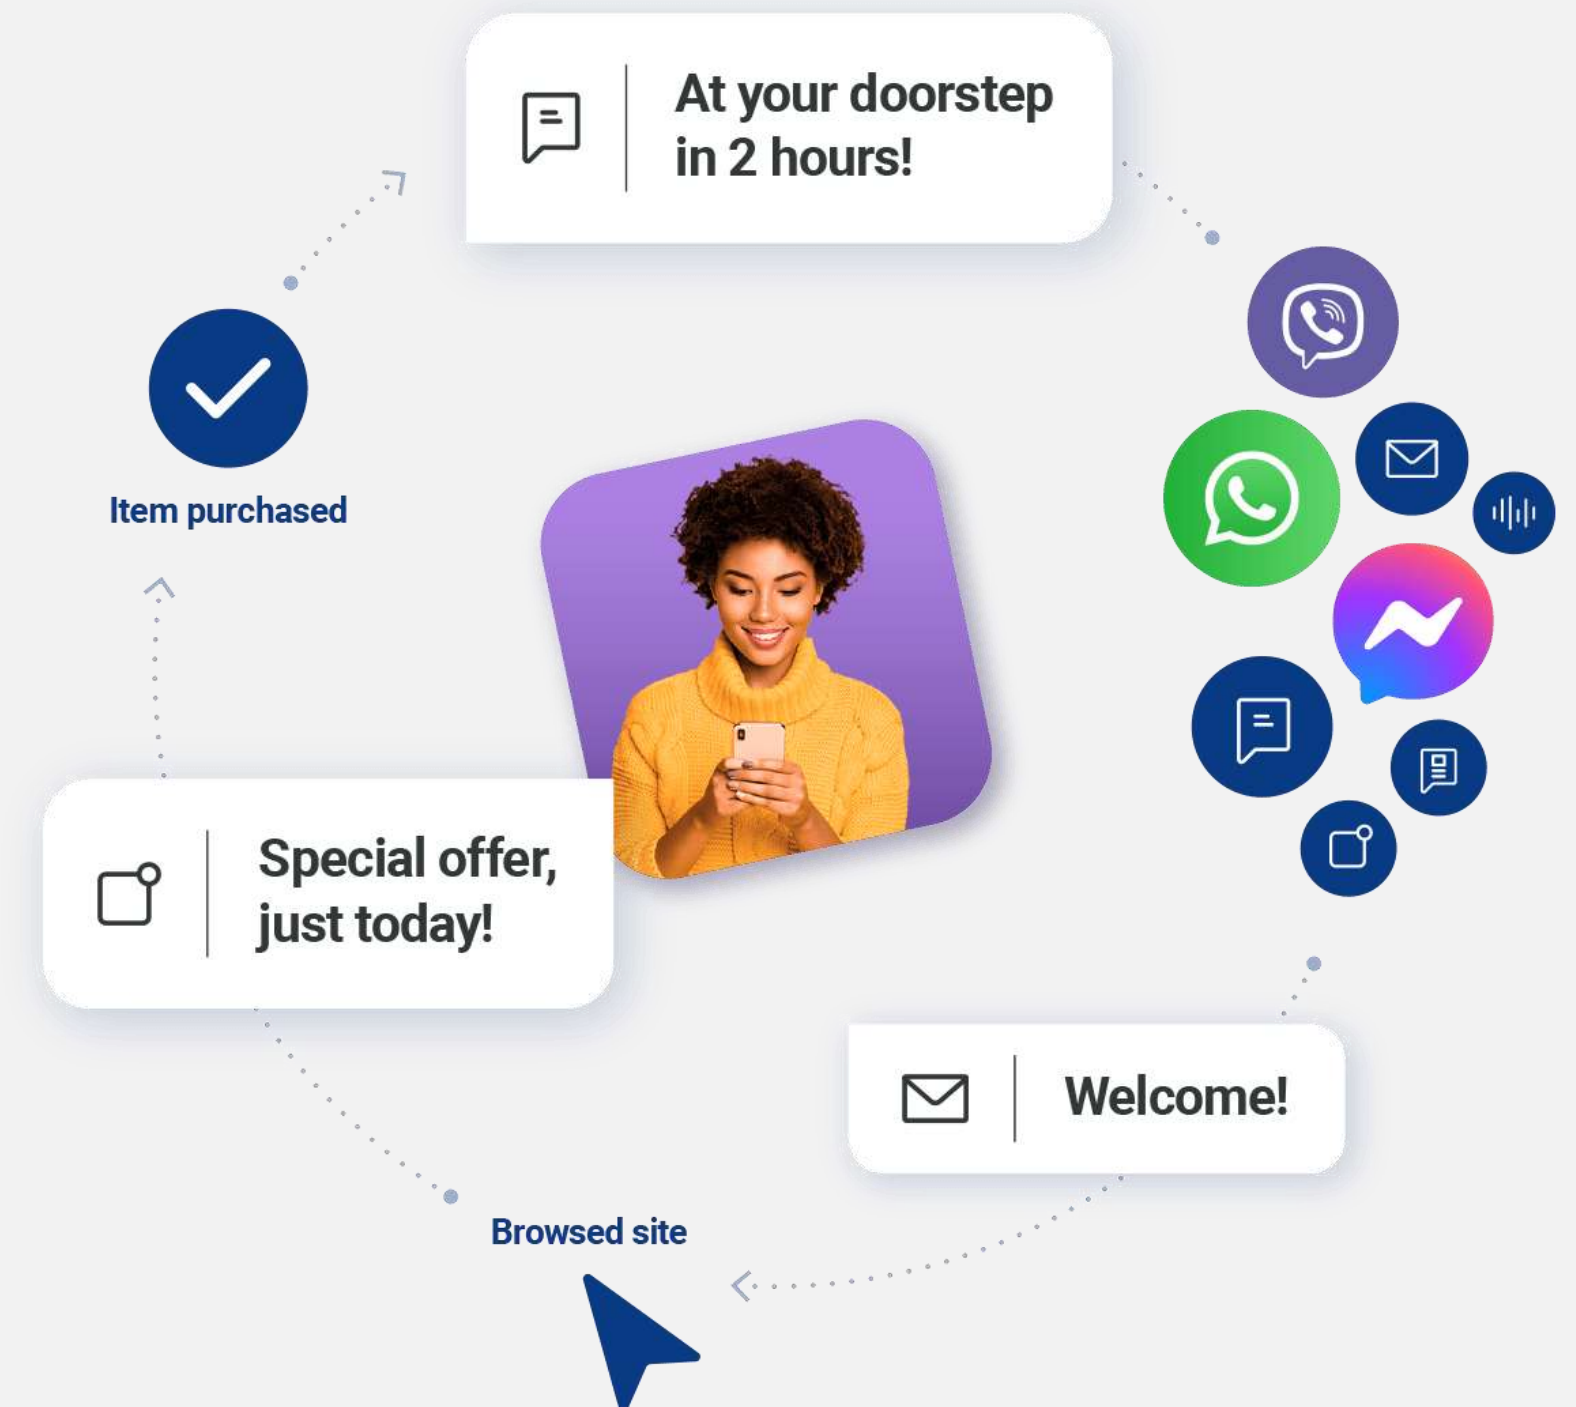 At your doorstep
in 2 hours!
Item purchased
Special offer,
just today!
Welcome!
Browsed site